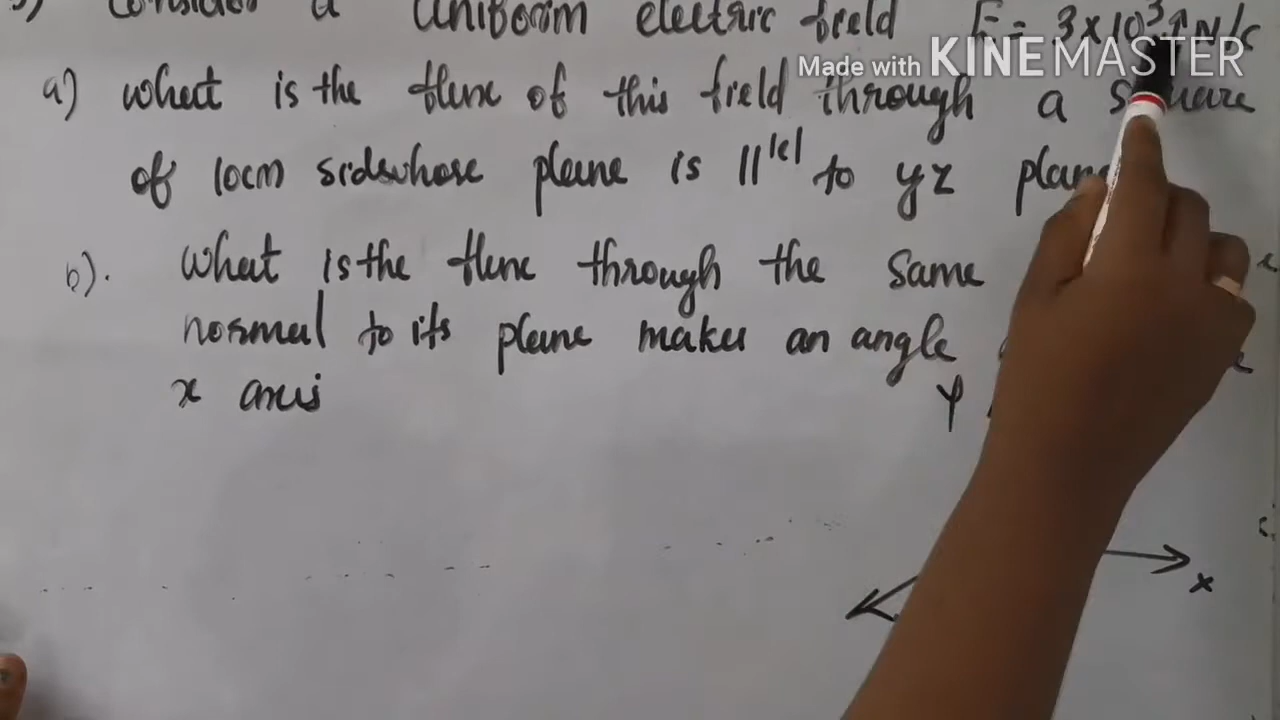 Consider a Uniform electric field E = 3×10³ î N/C
Made with KINEMASTER
a) what is the flux of this field through a square
of 10cm sidewhose plane is ||lel to yz plane
b). What is the flux through the same
normal to its plane makes an angle
x axis
Y
x